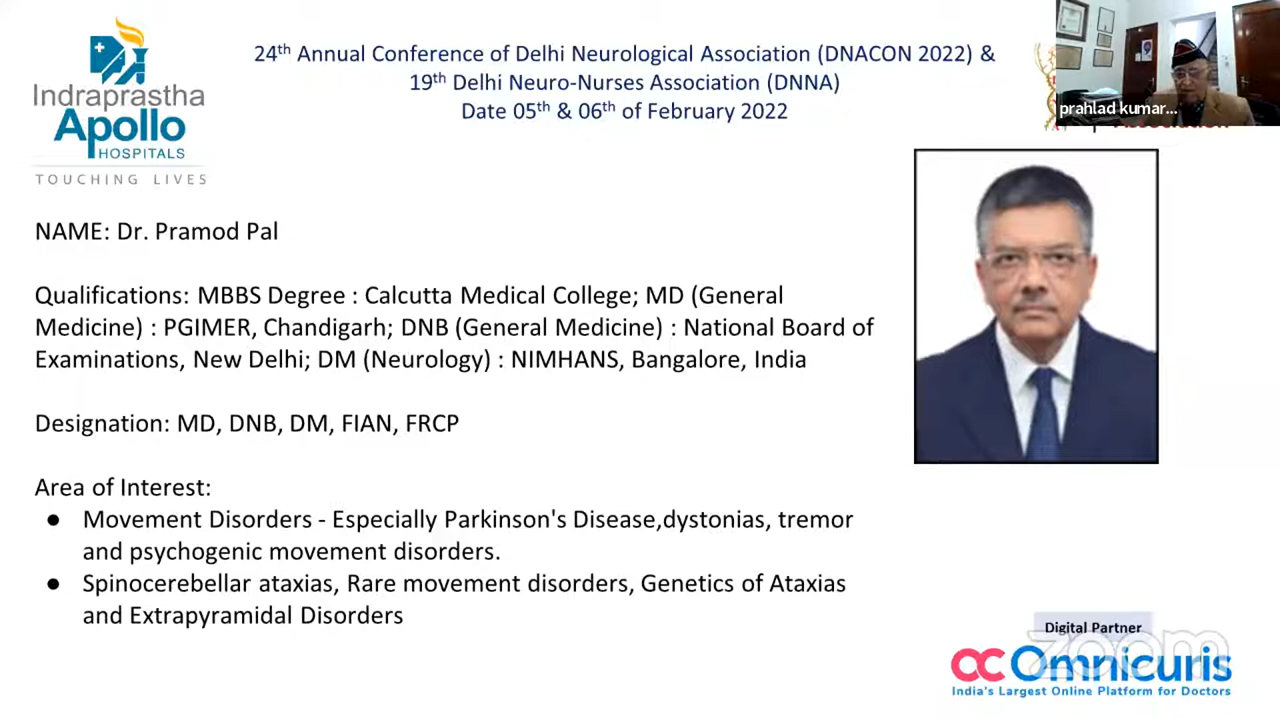 Indraprastha
Apollo
HOSPITALS
TOUCHING LIVES
24th Annual Conference of Delhi Neurological Association (DNACON 2022) &
19th Delhi Neuro-Nurses Association (DNNA)
Date 05th & 06th of February 2022
prahlad kumar...
NAME: Dr. Pramod Pal
Qualifications: MBBS Degree : Calcutta Medical College; MD (General
Medicine) : PGIMER, Chandigarh; DNB (General Medicine) : National Board of
Examinations, New Delhi; DM (Neurology) : NIMHANS, Bangalore, India
Designation: MD, DNB, DM, FIAN, FRCP
Area of Interest:
● Movement Disorders - Especially Parkinson's Disease,dystonias, tremor
and psychogenic movement disorders.
● Spinocerebellar ataxias, Rare movement disorders, Genetics of Ataxias
and Extrapyramidal Disorders
Digital Partner
zoom
Omnicuris
India's Largest Online Platform for Doctors